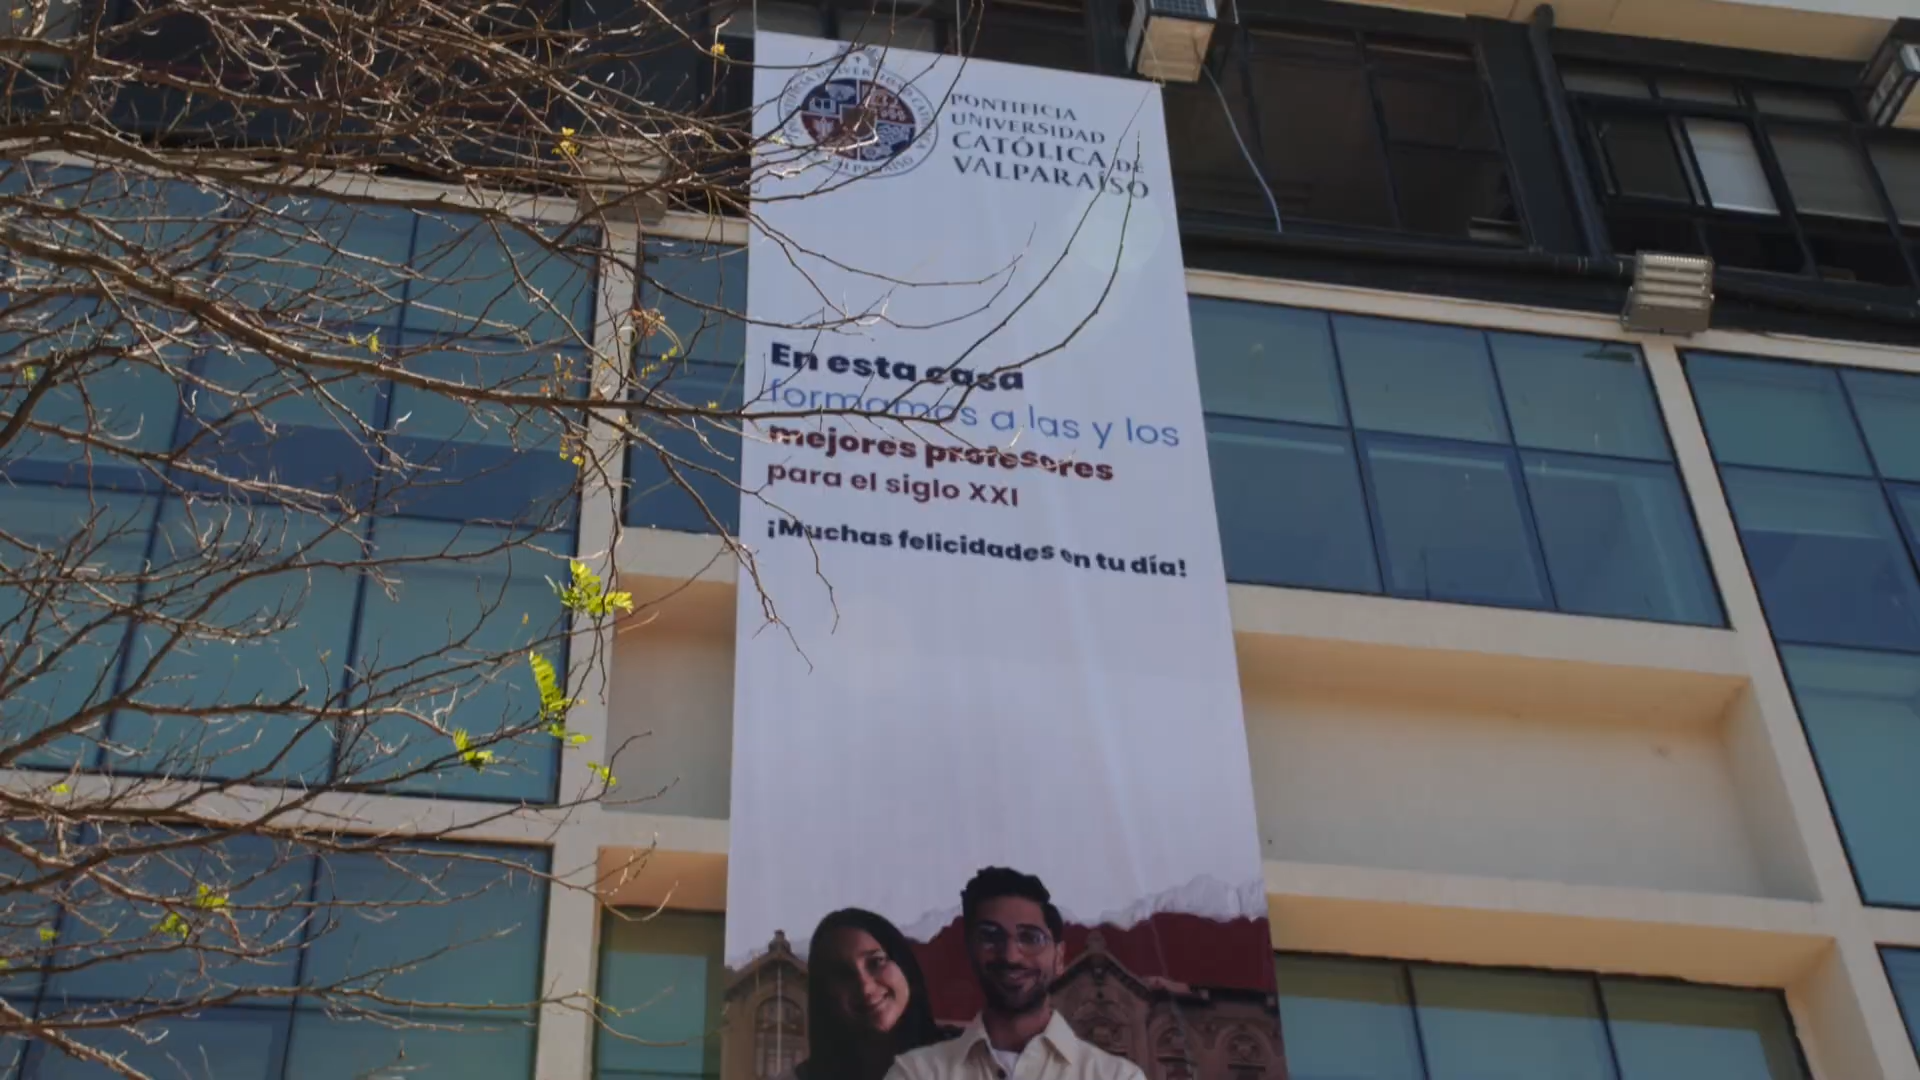 PONTIFICIA
UNIVERSIDAD
CATÓLICA DE
VALPARAÍSO
En esta casa
formamos a las y los
mejores profesores
para el siglo XXI
¡Muchas felicidades en tu día!